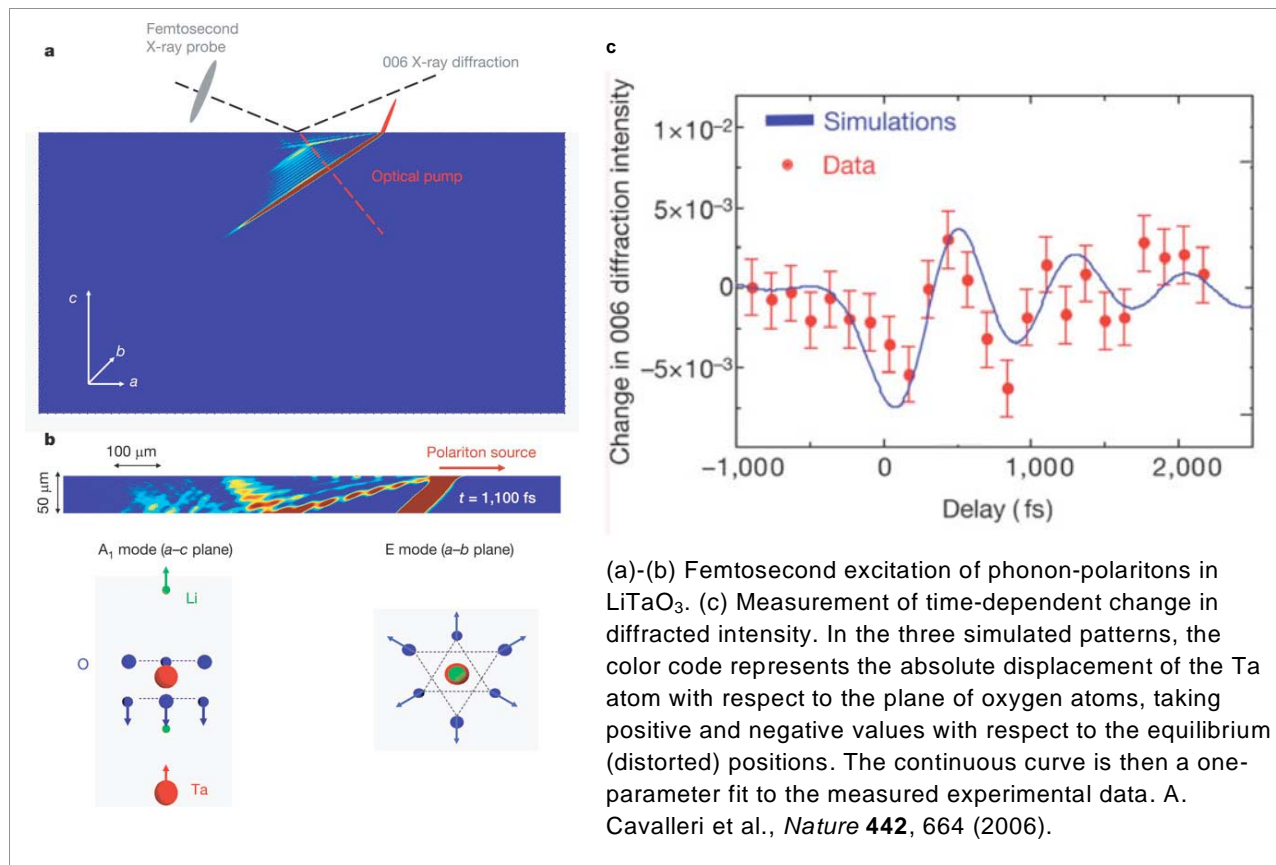 a
Femtosecond
X-ray probe
006 X-ray diffraction
Optical pump
c
b
a
b
100 μm
Polariton source
50 μm
t = 1,100 fs
A₁ mode (a–c plane)
E mode (a–b plane)
Li
O
Ta
c
Change in 006 diffraction intensity
1×10⁻²
5×10⁻³
0
−5×10⁻³
Simulations
Data
−1,000
0
1,000
2,000
Delay (fs)
(a)-(b) Femtosecond excitation of phonon-polaritons in
LiTaO₃. (c) Measurement of time-dependent change in
diffracted intensity. In the three simulated patterns, the
color code represents the absolute displacement of the Ta
atom with respect to the plane of oxygen atoms, taking
positive and negative values with respect to the equilibrium
(distorted) positions. The continuous curve is then a one-
parameter fit to the measured experimental data. A.
Cavalleri et al., Nature 442, 664 (2006).